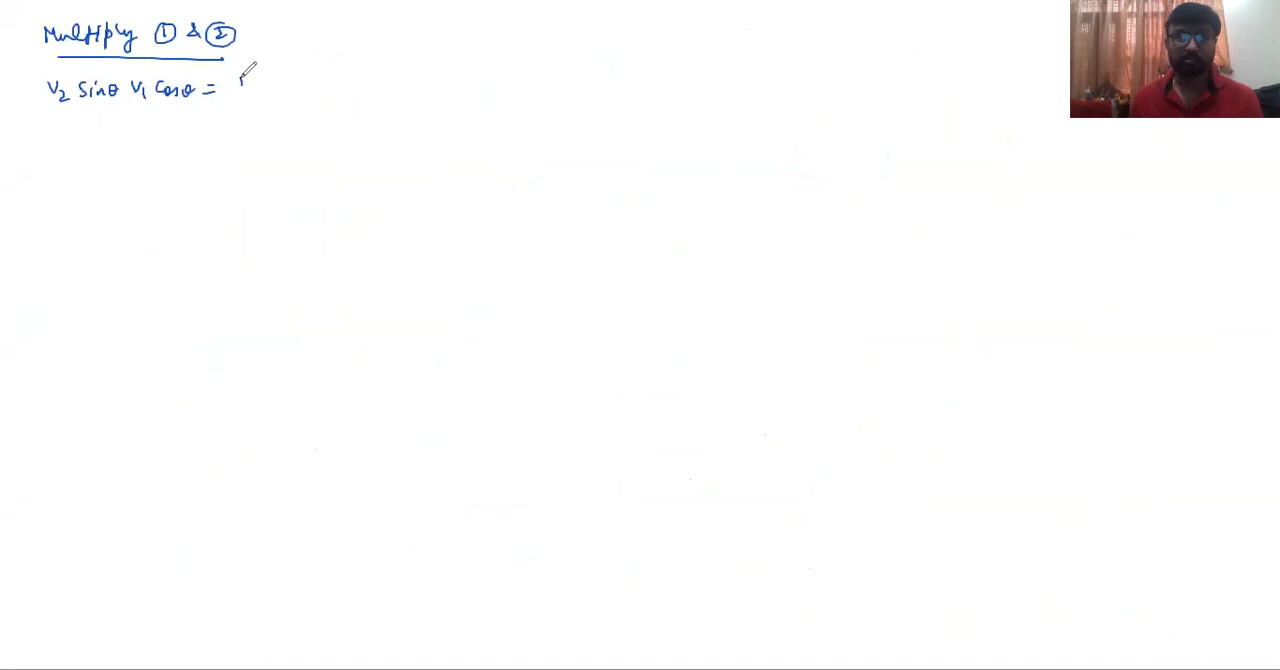 Multiply ① & ②
V₂ Sinθ V₁ Cosθ =